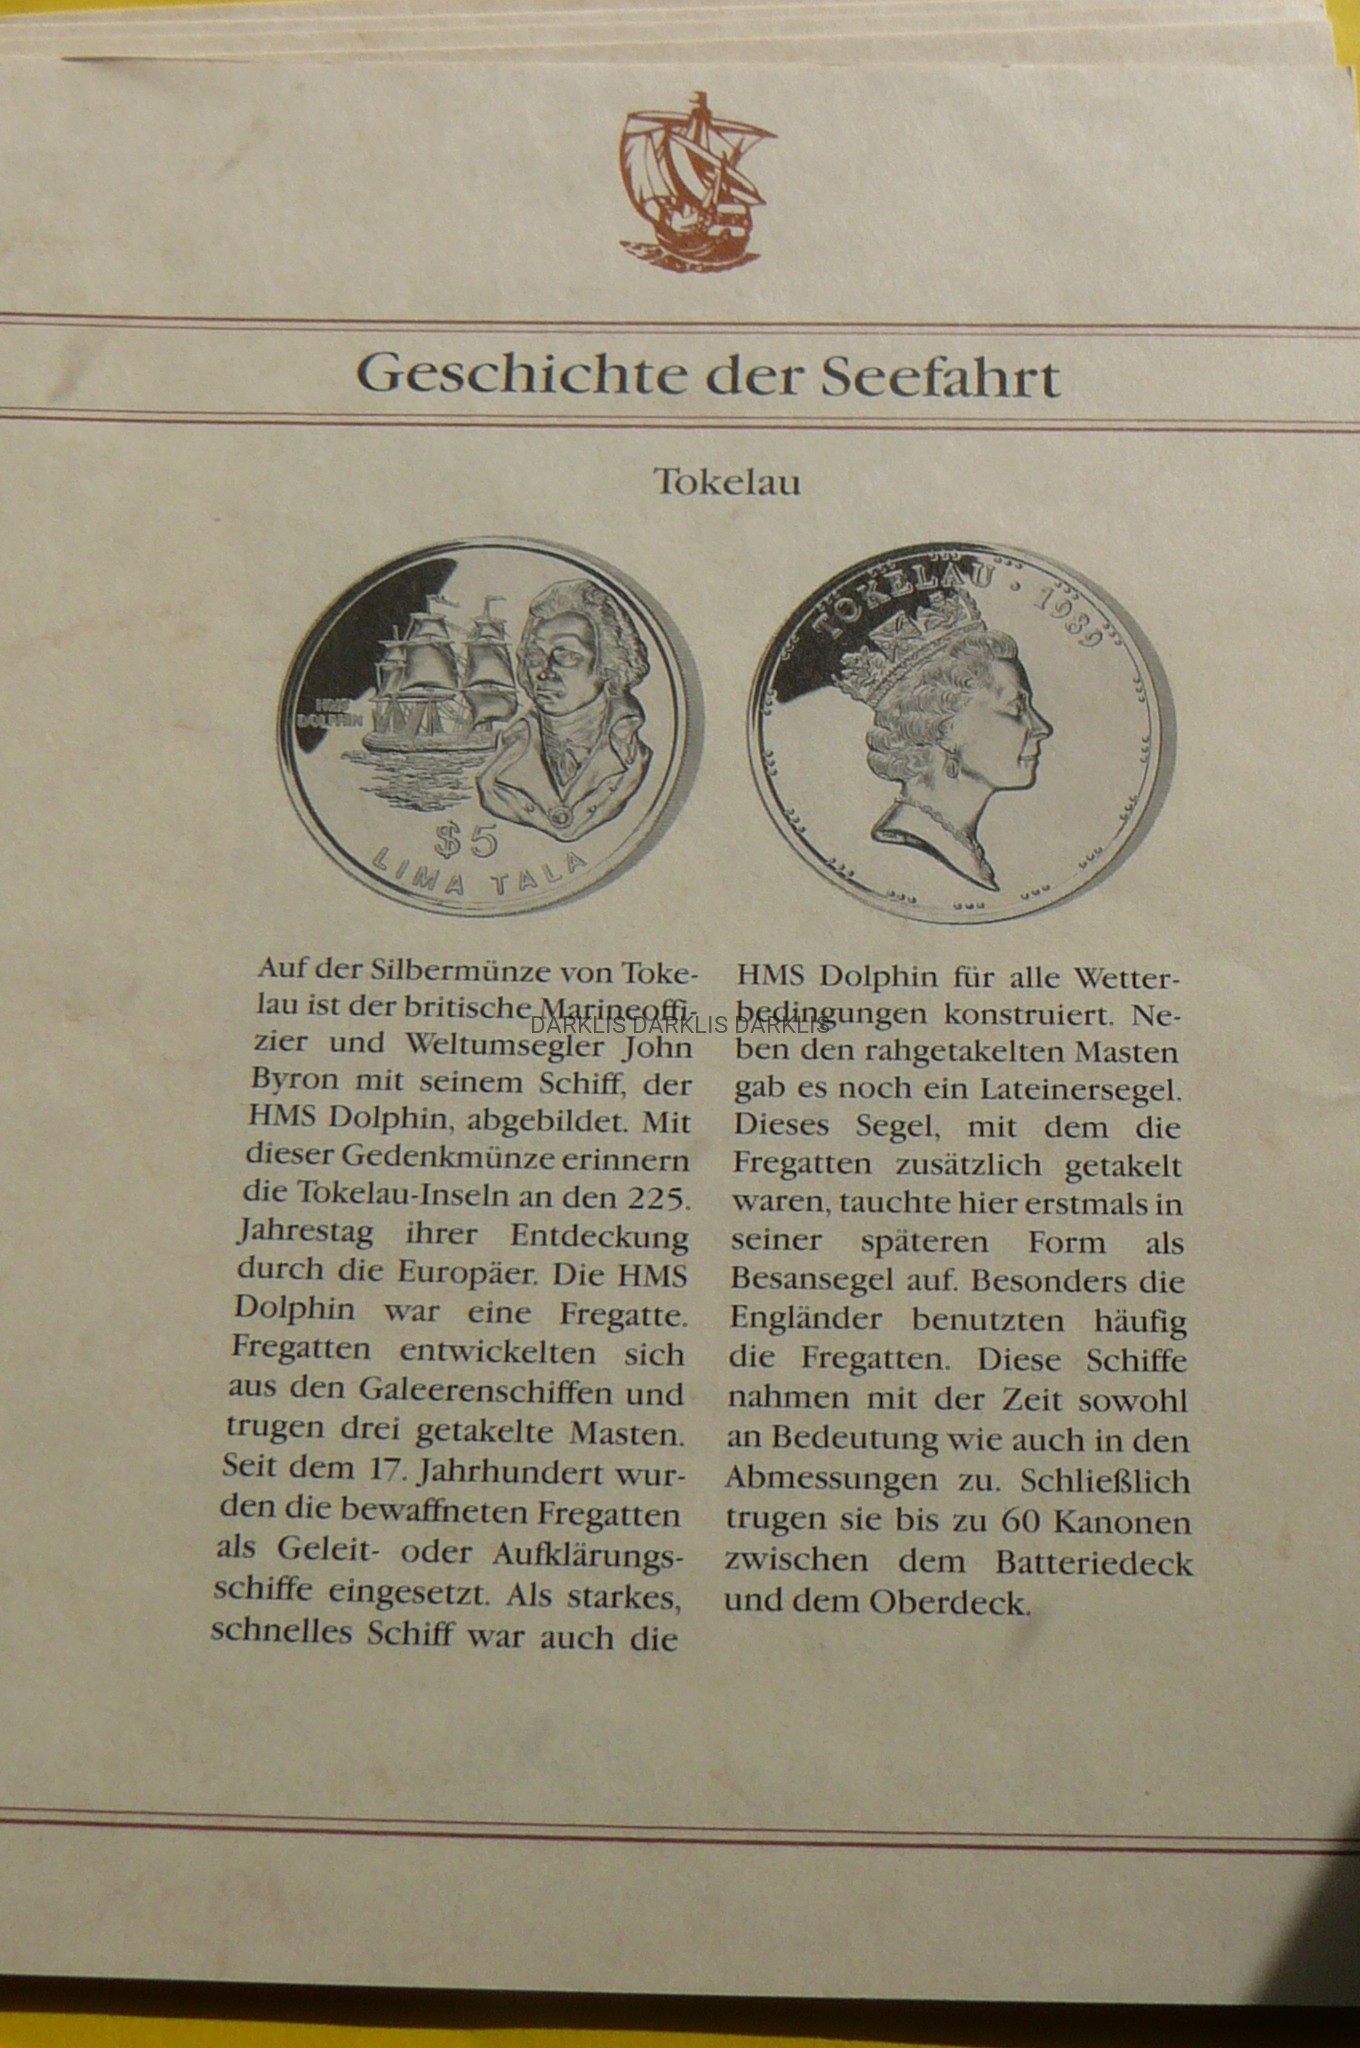 Geschichte der Seefahrt
Tokelau
HMS
DOLPHIN
$5
LIMA TALA
TOKELAU · 1989
Auf der Silbermünze von Toke-
lau ist der britische Marineoffi-
zier und Weltumsegler John
Byron mit seinem Schiff, der
HMS Dolphin, abgebildet. Mit
dieser Gedenkmünze erinnern
die Tokelau-Inseln an den 225.
Jahrestag ihrer Entdeckung
durch die Europäer. Die HMS
Dolphin war eine Fregatte.
Fregatten entwickelten sich
aus den Galeerenschiffen und
trugen drei getakelte Masten.
Seit dem 17. Jahrhundert wur-
den die bewaffneten Fregatten
als Geleit- oder Aufklärungs-
schiffe eingesetzt. Als starkes,
schnelles Schiff war auch die
HMS Dolphin für alle Wetter-
bedingungen konstruiert. Ne-
ben den rahgetakelten Masten
gab es noch ein Lateinersegel.
Dieses Segel, mit dem die
Fregatten zusätzlich getakelt
waren, tauchte hier erstmals in
seiner späteren Form als
Besansegel auf. Besonders die
Engländer benutzten häufig
die Fregatten. Diese Schiffe
nahmen mit der Zeit sowohl
an Bedeutung wie auch in den
Abmessungen zu. Schließlich
trugen sie bis zu 60 Kanonen
zwischen dem Batteriedeck
und dem Oberdeck.
DARKLIS DARKLIS DARKLIS